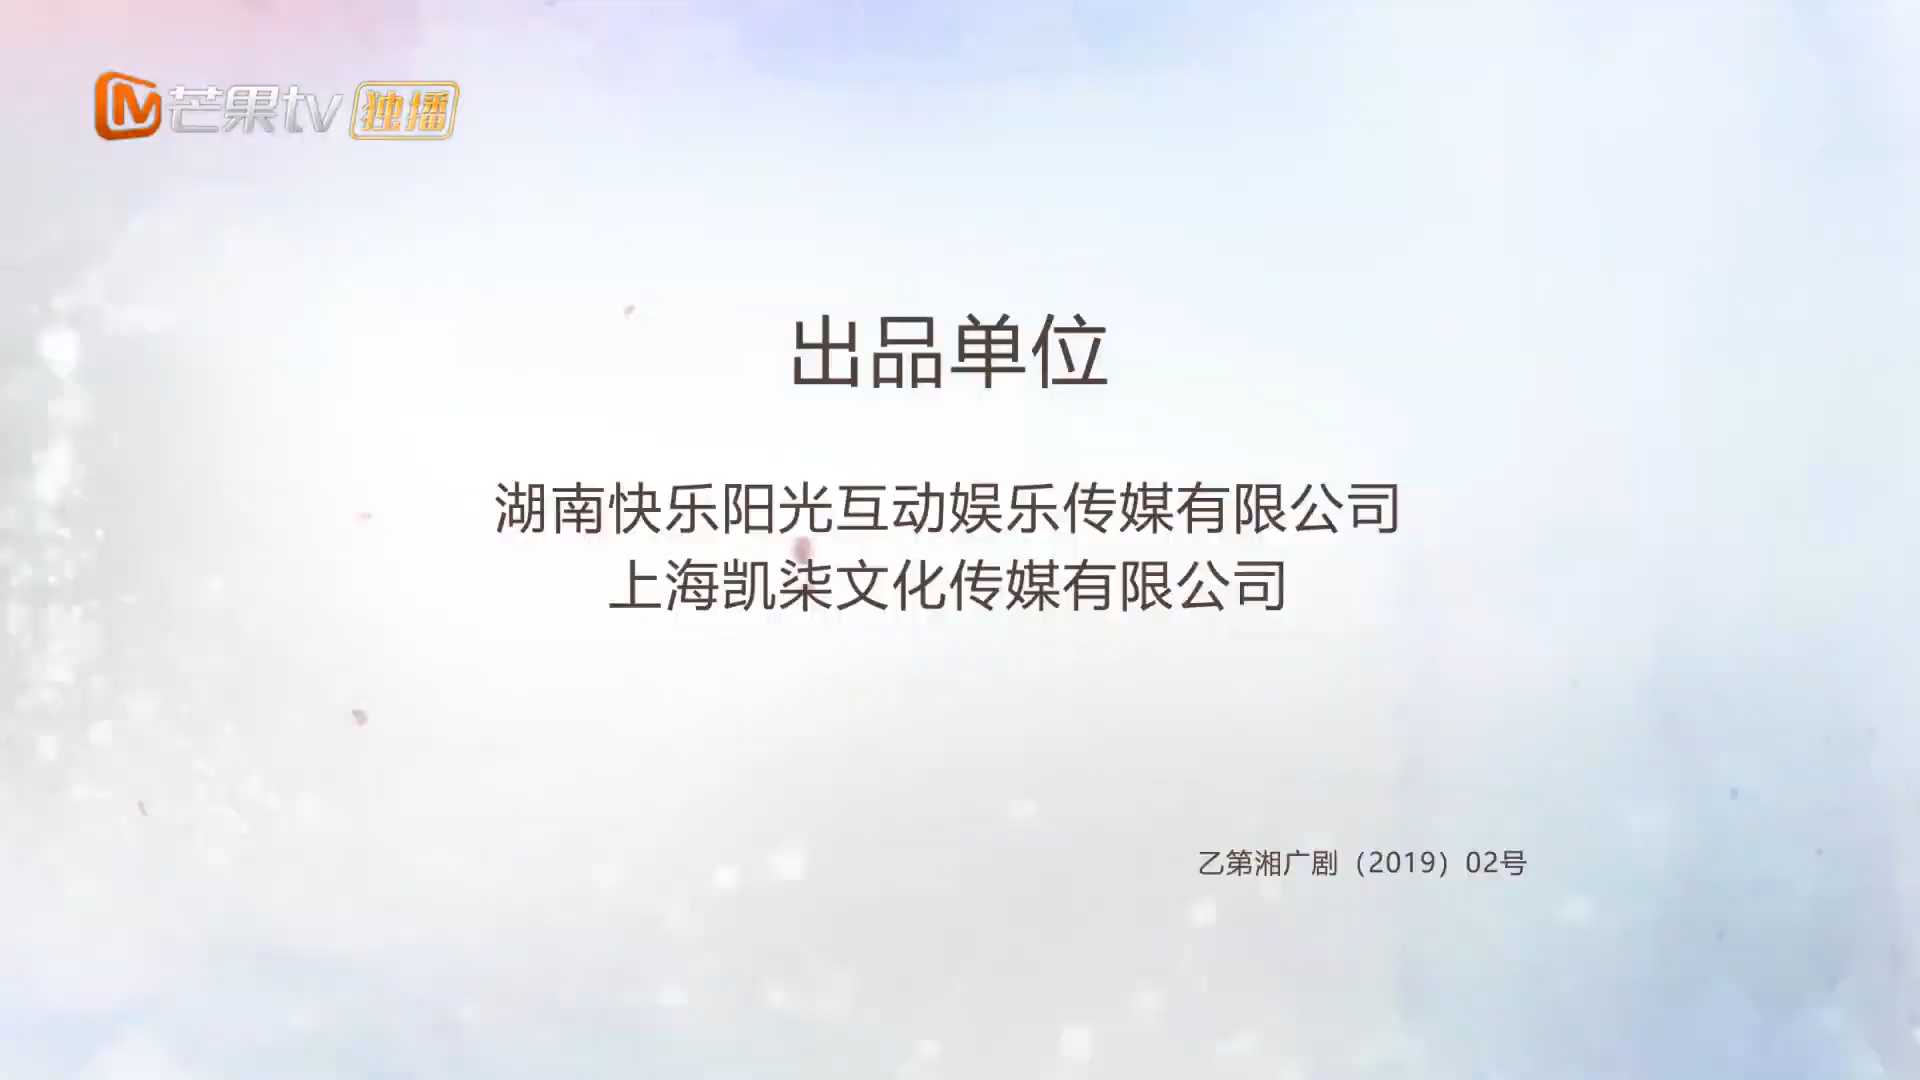 芒果tv 独播
出品单位
湖南快乐阳光互动娱乐传媒有限公司
上海凯柒文化传媒有限公司
乙第湘广剧（2019）02号